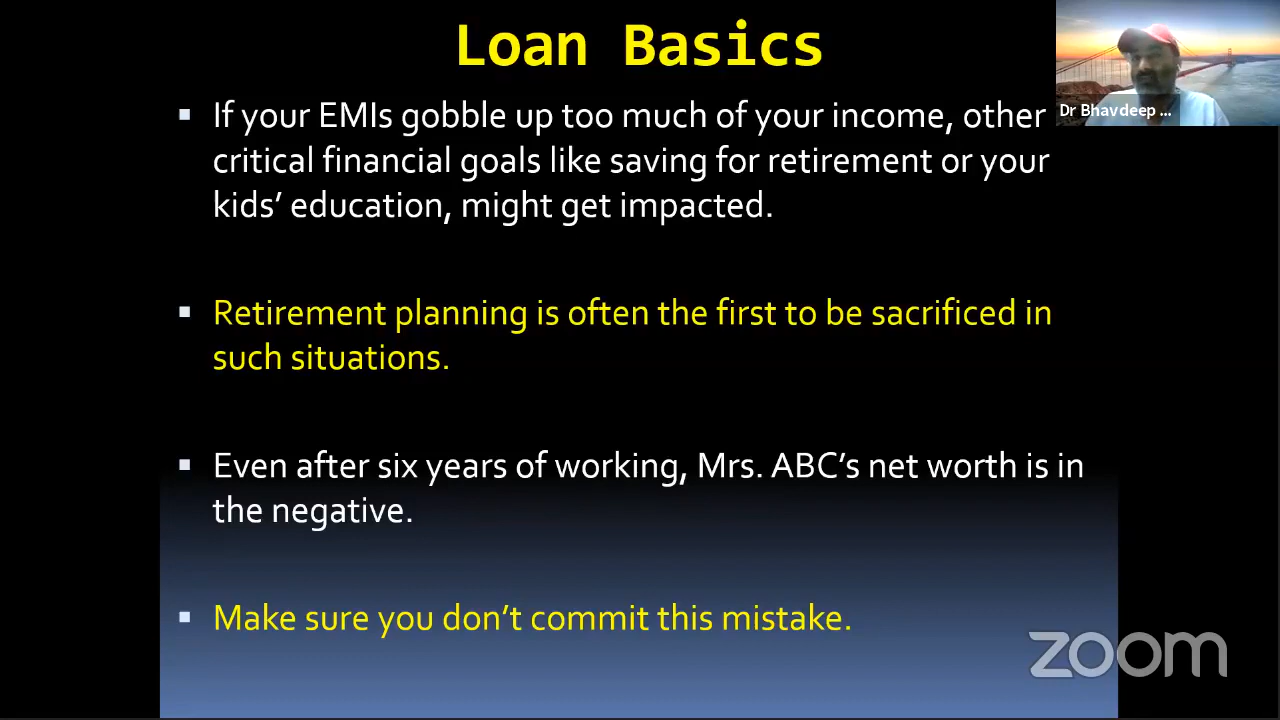 Loan Basics
If your EMIs gobble up too much of your income, other
critical financial goals like saving for retirement or your
kids’ education, might get impacted.
Retirement planning is often the first to be sacrificed in
such situations.
Even after six years of working, Mrs. ABC’s net worth is in
the negative.
Make sure you don’t commit this mistake.
Dr Bhavdeep ...
zoom